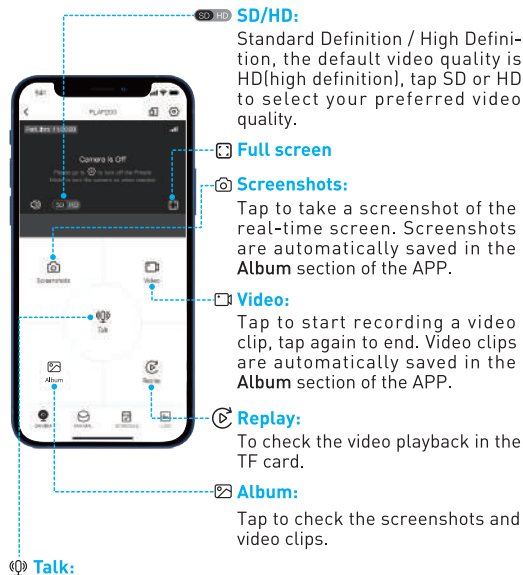 SD HD SD/HD:
Standard Definition / High Defini-
tion, the default video quality is
HD(high definition), tap SD or HD
to select your preferred video
quality.
Full screen
Screenshots:
Tap to take a screenshot of the
real-time screen. Screenshots
are automatically saved in the
Album section of the APP.
Video:
Tap to start recording a video
clip, tap again to end. Video clips
are automatically saved in the
Album section of the APP.
Replay:
To check the video playback in the
TF card.
Album:
Tap to check the screenshots and
video clips.
Talk:
9:41
Camera is Off
SD HD
Screenshots
Video
Talk
Album
Replay